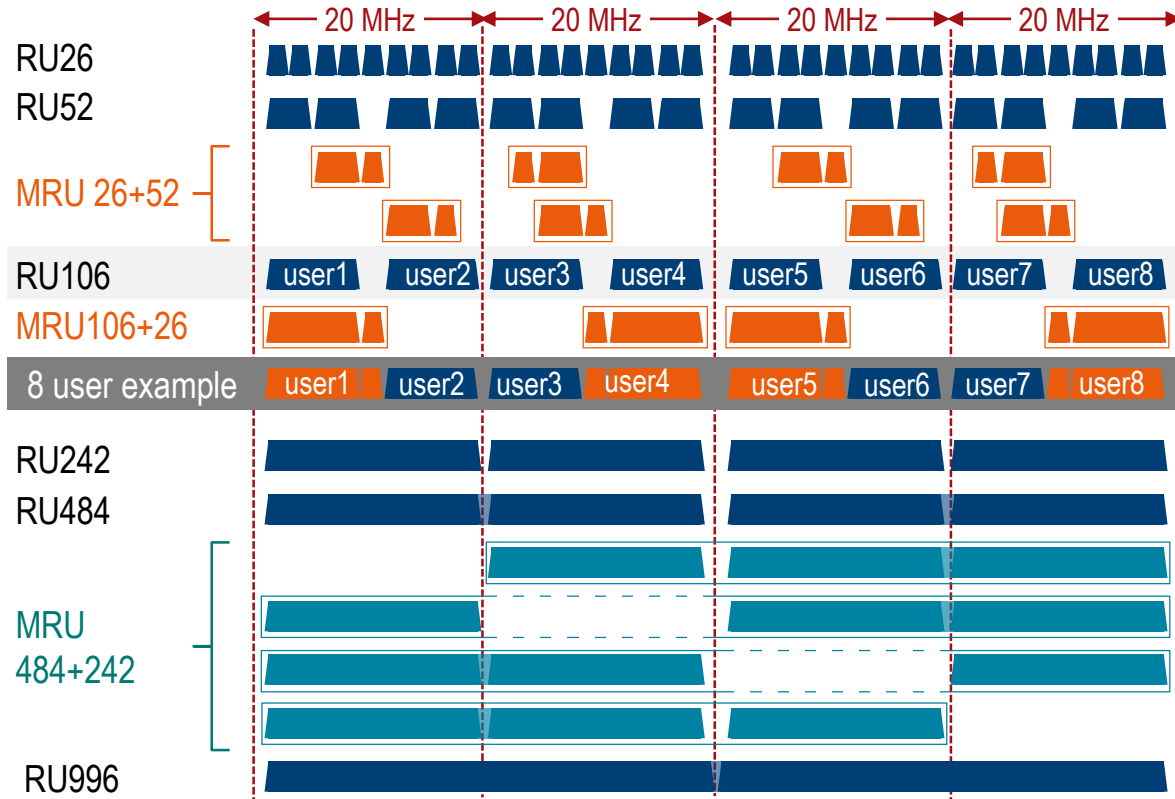 20 MHz 20 MHz 20 MHz 20 MHz
RU26
RU52
MRU 26+52
RU106 user1 user2 user3 user4 user5 user6 user7 user8
MRU106+26
8 user example user1 user2 user3 user4 user5 user6 user7 user8
RU242
RU484
MRU
484+242
RU996